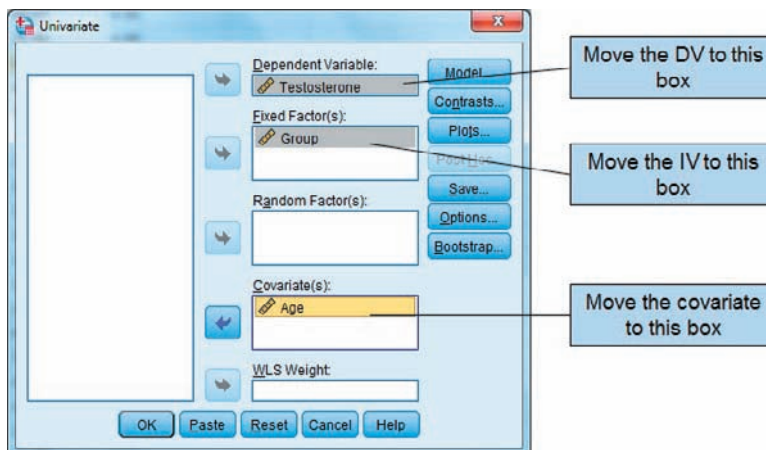 Univariate
Dependent Variable:
Testosterone
Fixed Factor(s):
Group
Random Factor(s):
Covariate(s):
Age
WLS Weight:
Model...
Contrasts...
Plots...
Post Hoc...
Save...
Options...
Bootstrap...
OK
Paste
Reset
Cancel
Help
Move the DV to this
box
Move the IV to this
box
Move the covariate
to this box